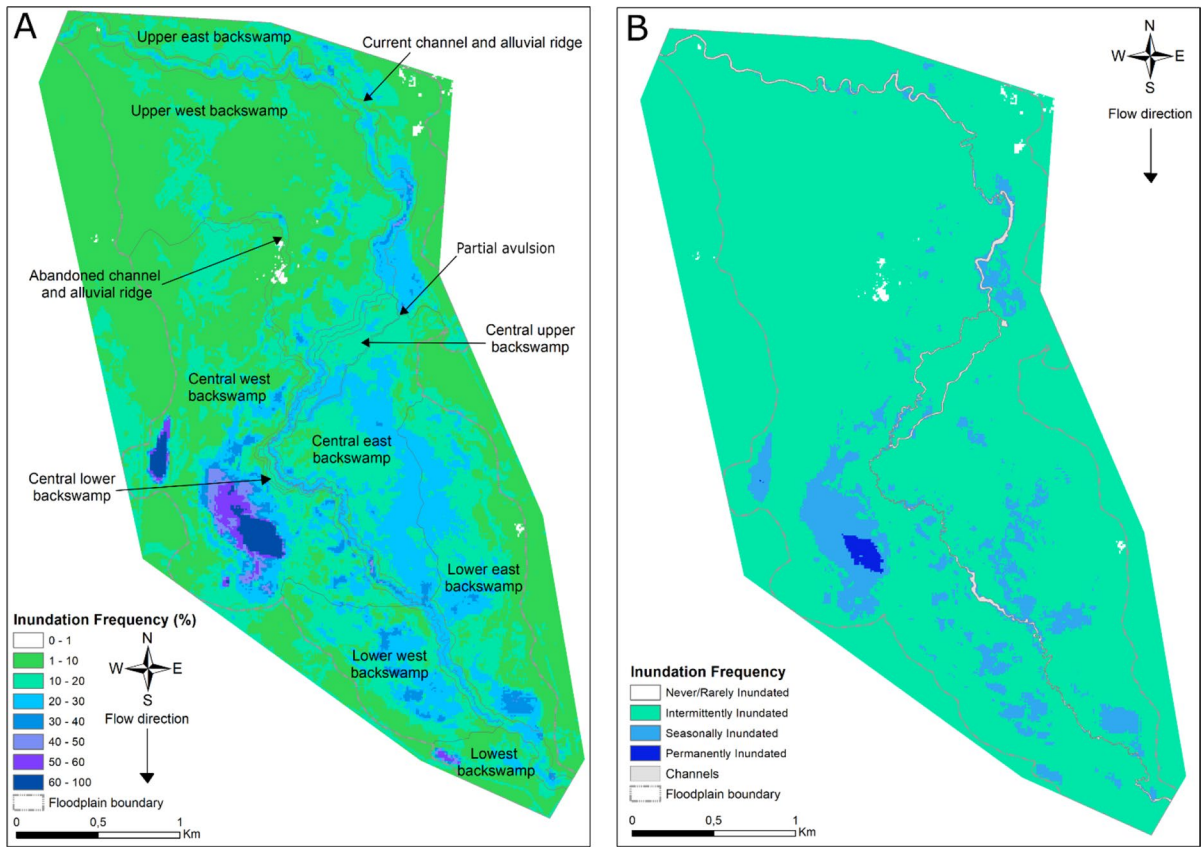 A
Upper east backswamp
Current channel and alluvial ridge
Upper west backswamp
Partial avulsion
Abandoned channel
and alluvial ridge
Central upper
backswamp
Central west
backswamp
Central east
backswamp
Central lower
backswamp
Lower east
backswamp
Lower west
backswamp
Lowest
backswamp
Inundation Frequency (%)
0 - 1
1 - 10
10 - 20
20 - 30
30 - 40
40 - 50
50 - 60
60 - 100
Floodplain boundary
N
W E
S
Flow direction
0 0,5 1
Km
B
N
W E
S
Flow direction
Inundation Frequency
Never/Rarely Inundated
Intermittently Inundated
Seasonally Inundated
Permanently Inundated
Channels
Floodplain boundary
0 0,5 1
Km